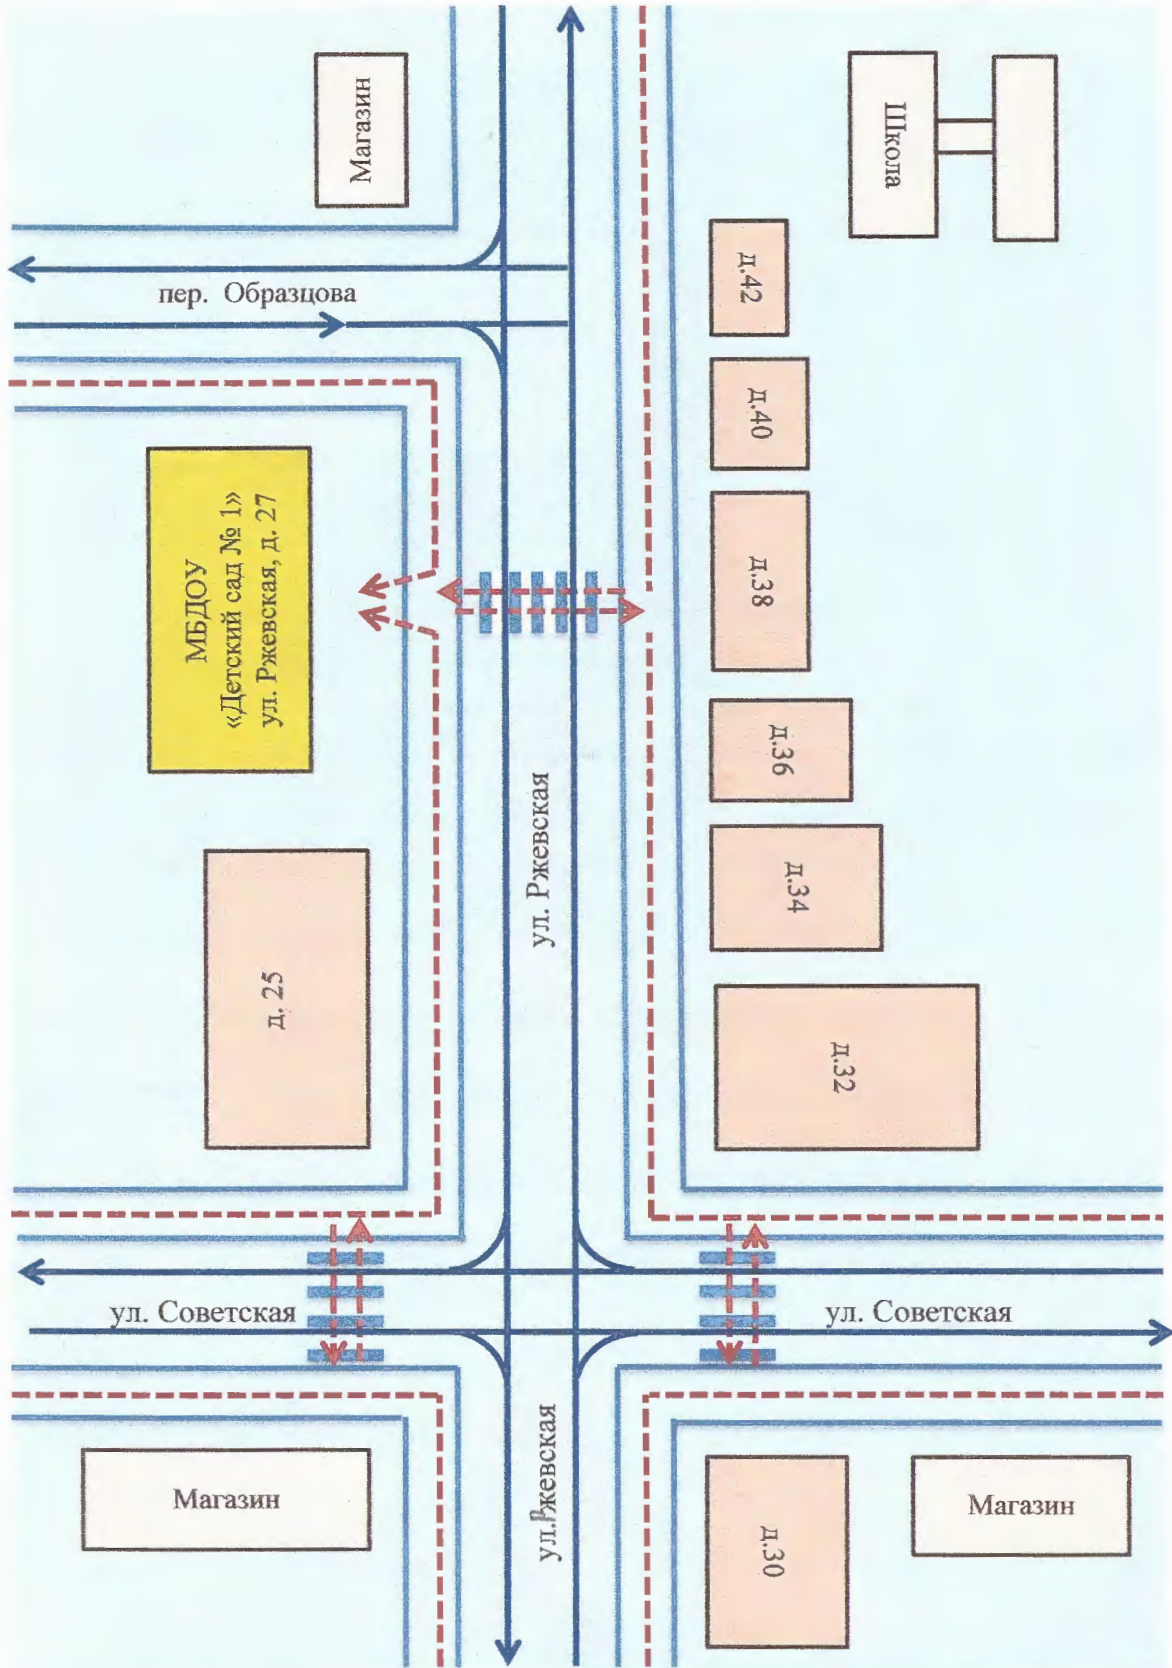 Магазин
Школа
д.42
пер. Образцова
д.40
МБДОУ
«Детский сад № 1»
ул. Ржевская, д. 27
д.38
д.36
ул. Ржевская
д.34
д. 25
д.32
ул. Советская
ул. Советская
Магазин
ул.Ржевская
д.30
Магазин